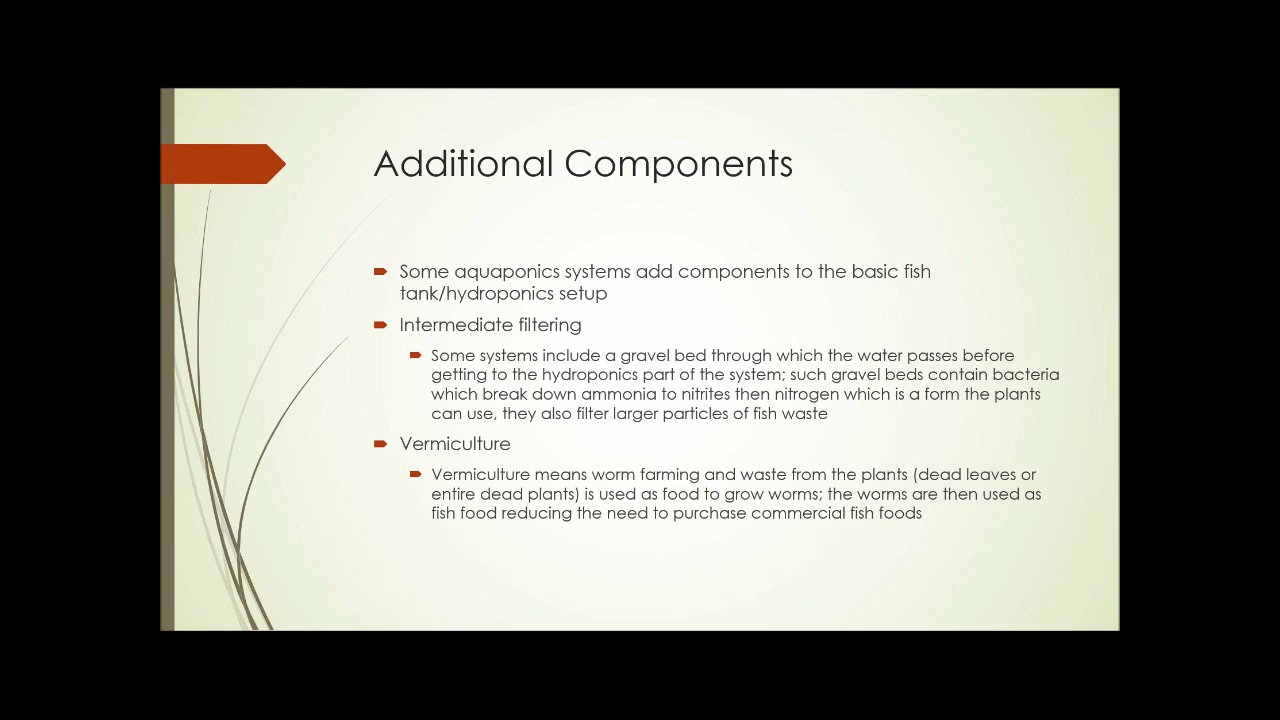 Additional Components
Some aquaponics systems add components to the basic fish
tank/hydroponics setup
Intermediate filtering
Some systems include a gravel bed through which the water passes before
getting to the hydroponics part of the system; such gravel beds contain bacteria
which break down ammonia to nitrites then nitrogen which is a form the plants
can use, they also filter larger particles of fish waste
Vermiculture
Vermiculture means worm farming and waste from the plants (dead leaves or
entire dead plants) is used as food to grow worms; the worms are then used as
fish food reducing the need to purchase commercial fish foods